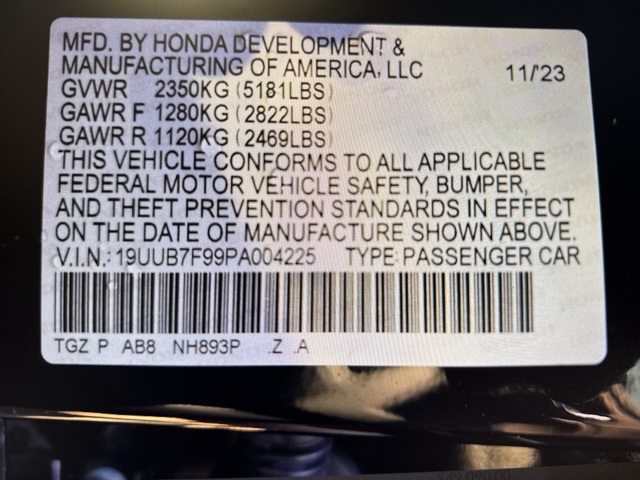 MFD. BY HONDA DEVELOPMENT &
MANUFACTURING OF AMERICA, LLC 11/'23
GVWR 2350KG (5181LBS)
GAWR F 1280KG (2822LBS)
GAWR R 1120KG (2469LBS)
THIS VEHICLE CONFORMS TO ALL APPLICABLE
FEDERAL MOTOR VEHICLE SAFETY, BUMPER,
AND THEFT PREVENTION STANDARDS IN EFFECT
ON THE DATE OF MANUFACTURE SHOWN ABOVE.
V.I.N.: 19UUB7F99PA004225 TYPE: PASSENGER CAR
TGZ P AB8 NH893P .Z .A